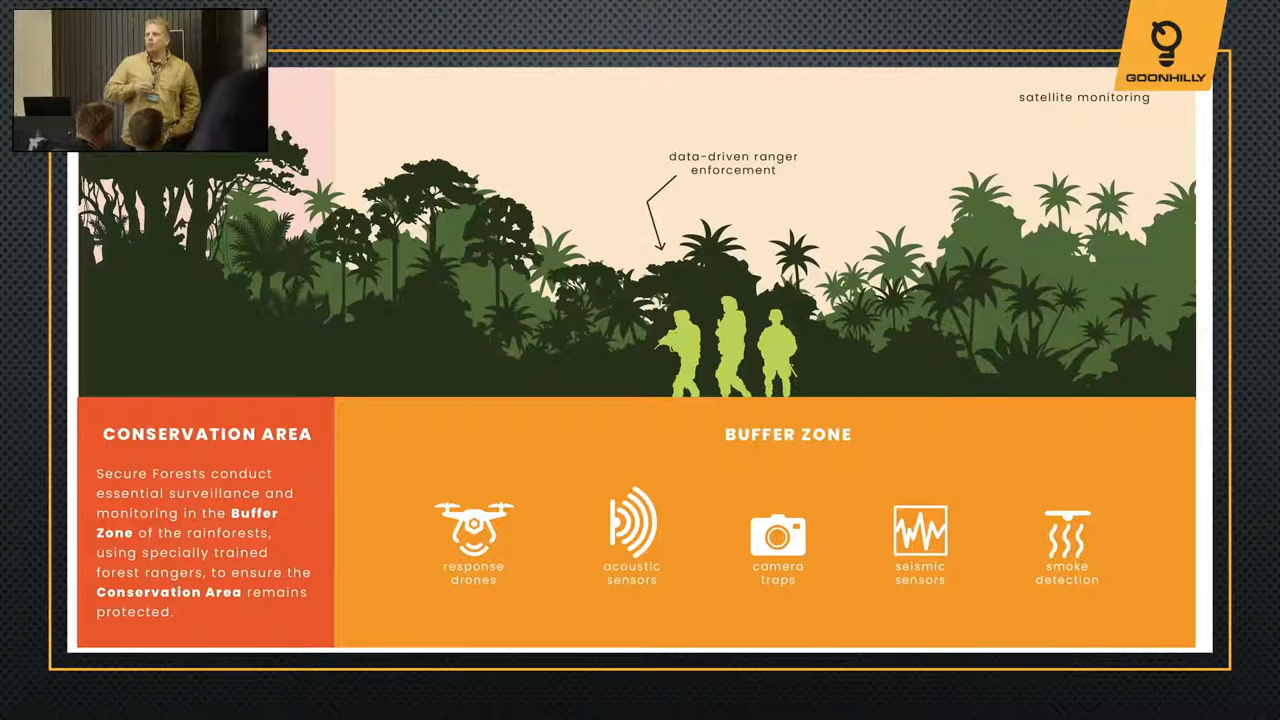 GOONHILLY
satellite monitoring
data-driven ranger
enforcement
CONSERVATION AREA
Secure Forests conduct
essential surveillance and
monitoring in the Buffer
Zone of the rainforests,
using specially trained
forest rangers, to ensure the
Conservation Area remains
protected.
BUFFER ZONE
response
drones
acoustic
sensors
camera
traps
seismic
sensors
smoke
detection